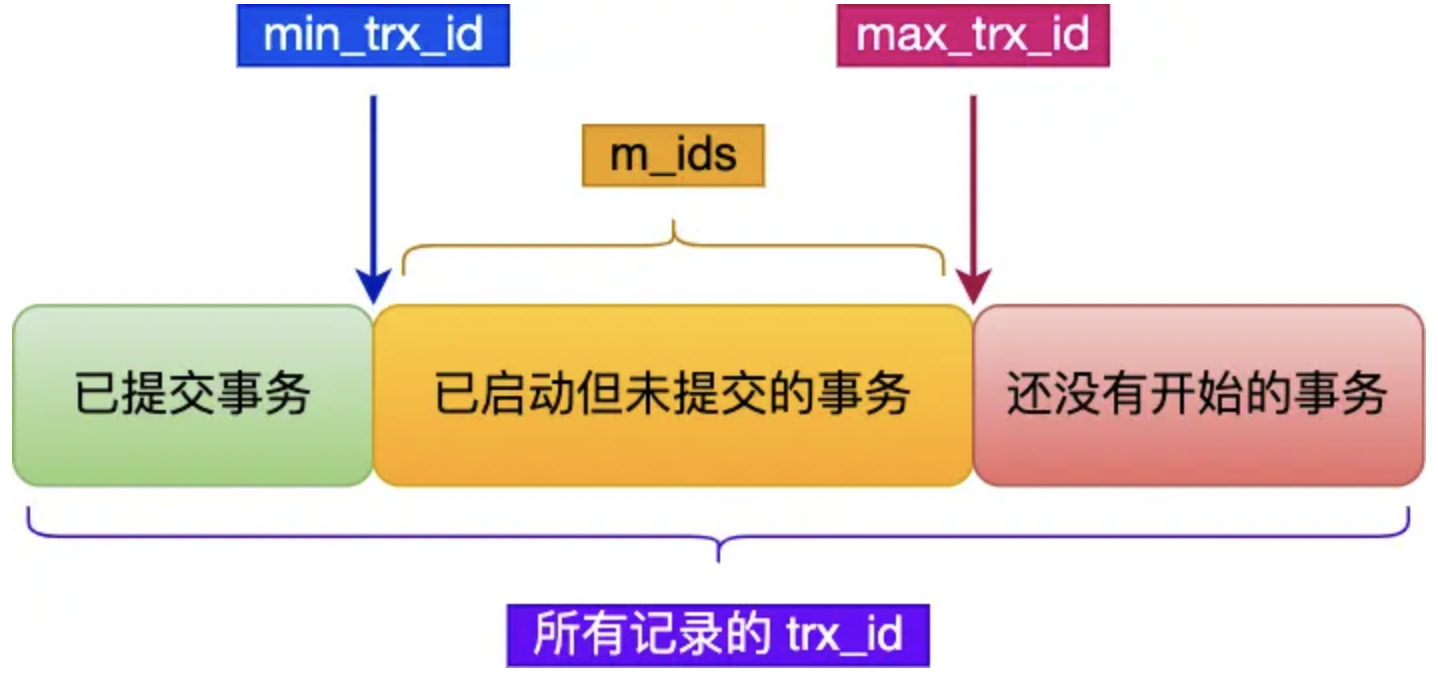 min_trx_id
max_trx_id
m_ids
已提交事务
已启动但未提交的事务
还没有开始的事务
所有记录的 trx_id